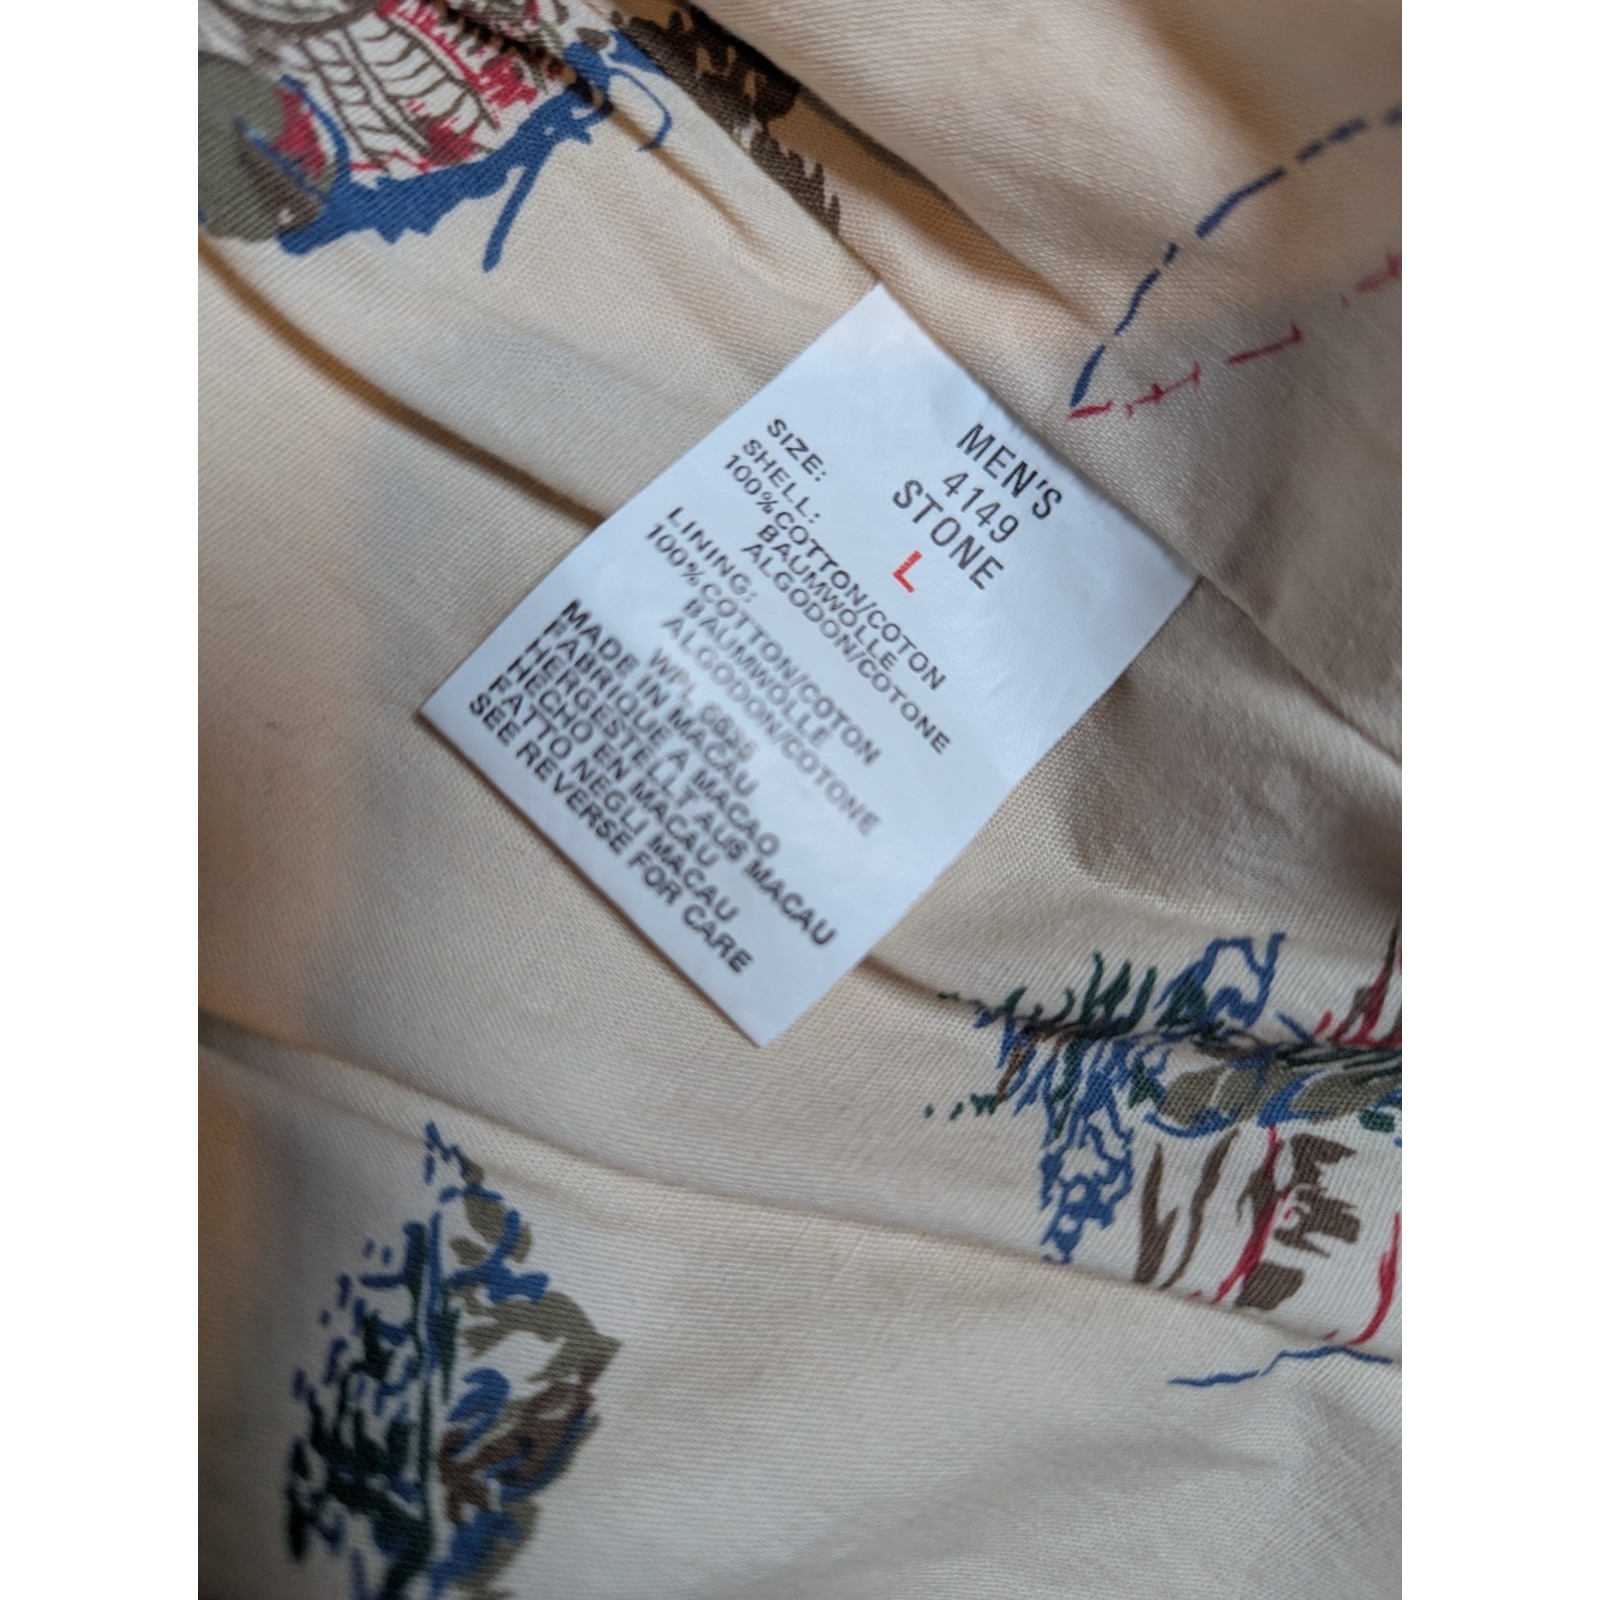 MEN'S
4149
STONE
SIZE: L
SHELL:
100%COTTON/COTON
BAUMWOLLE
ALGODON/COTONE
LINING:
100%COTTON/COTON
BAUMWOLLE
ALGODON/COTONE
WPL
MADE IN MACAU
FABRIQUE A MACAO
HERGESTELLT AUS MACAU
HECHO EN MACAU
FATTO NEGLI MACAU
SEE REVERSE FOR CARE